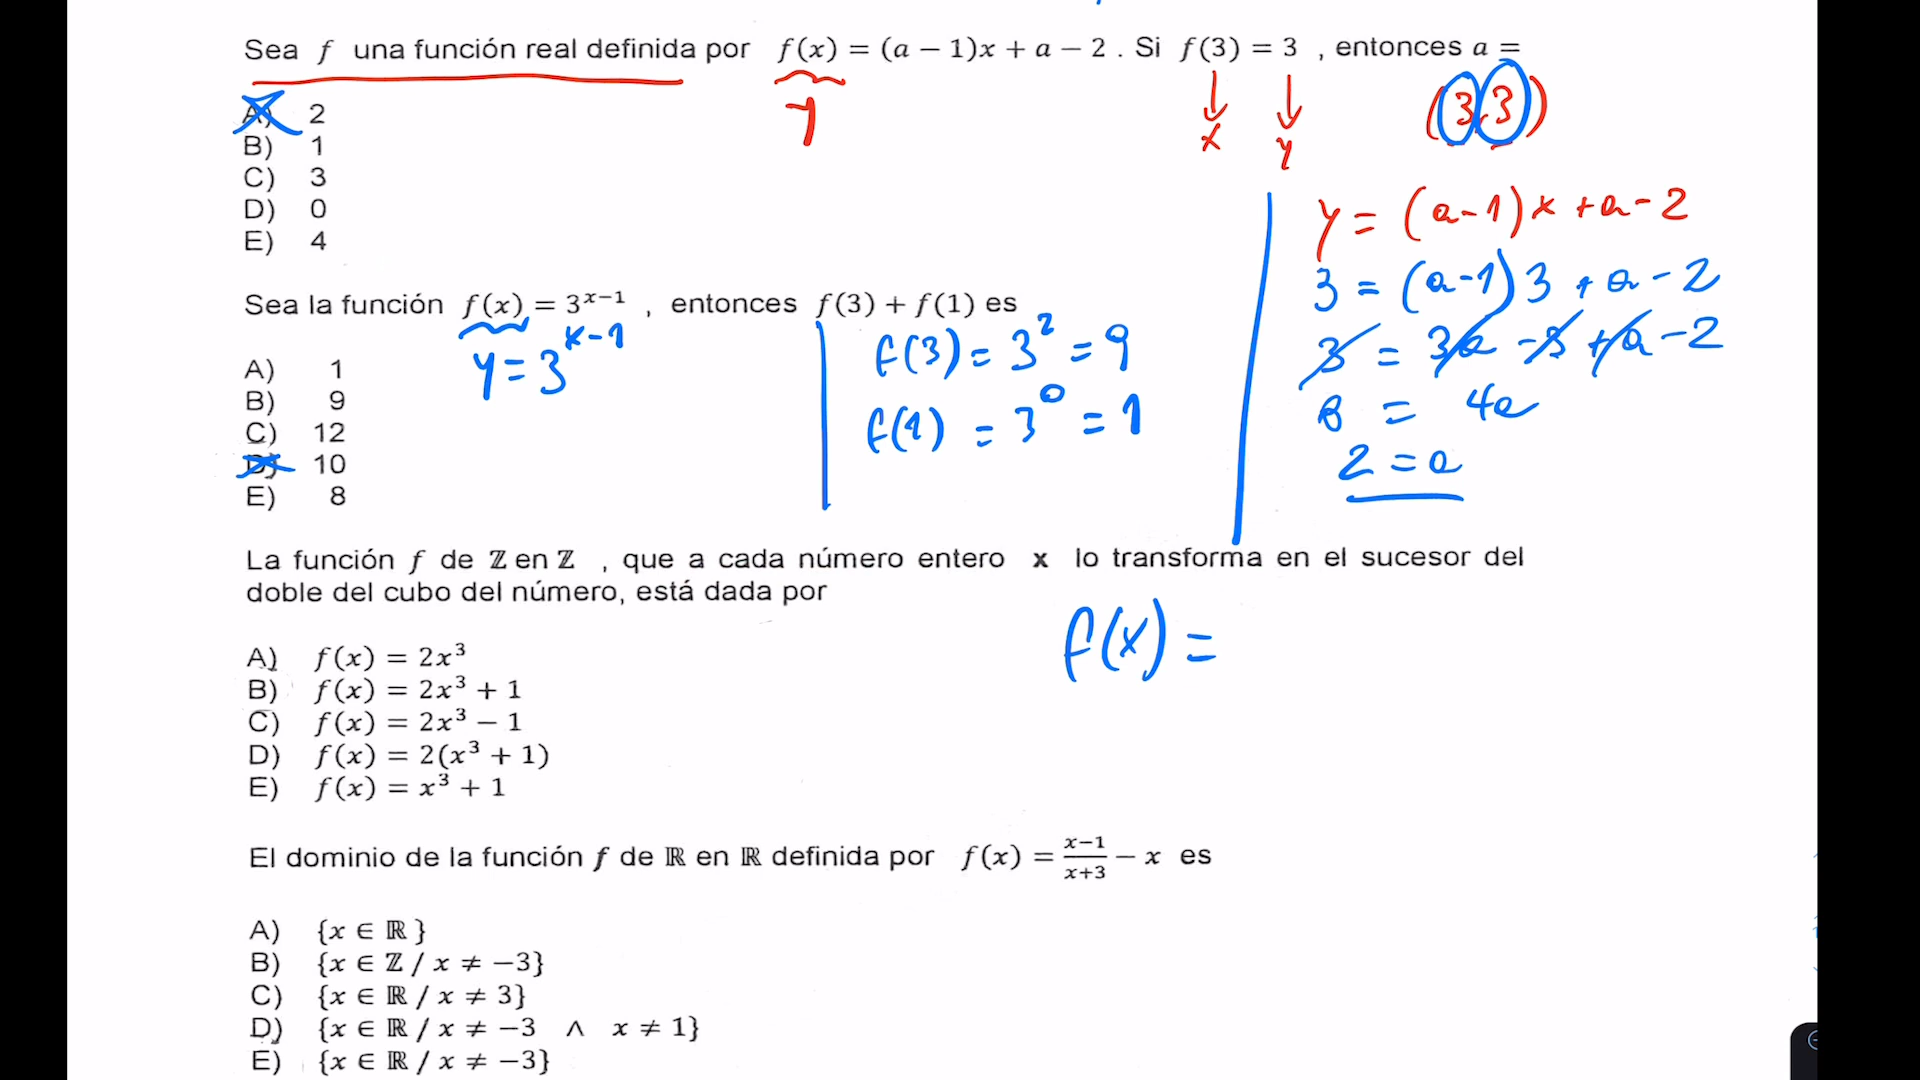 Sea f una función real definida por f(x) = (a − 1)x + a − 2 . Si f(3) = 3 , entonces a =
A) 2
B) 1
C) 3
D) 0
E) 4
y
x
y
(3,3)
y = (a-1)x + a - 2
3 = (a-1)3 + a - 2
3 = 3a - 3 + a - 2
8 = 4a
2 = a
Sea la función f(x) = 3^{x−1} , entonces f(3) + f(1) es
y = 3^{x-1}
f(3) = 3^2 = 9
f(1) = 3^0 = 1
A) 1
B) 9
C) 12
D) 10
E) 8
La función f de ℤ en ℤ , que a cada número entero x lo transforma en el sucesor del
doble del cubo del número, está dada por
f(x) =
A) f(x) = 2x³
B) f(x) = 2x³ + 1
C) f(x) = 2x³ − 1
D) f(x) = 2(x³ + 1)
E) f(x) = x³ + 1
El dominio de la función f de ℝ en ℝ definida por f(x) = \frac{x−1}{x+3} − x es
A) {x ∈ ℝ }
B) {x ∈ ℤ / x ≠ −3}
C) {x ∈ ℝ / x ≠ 3}
D) {x ∈ ℝ / x ≠ −3 ∧ x ≠ 1}
E) {x ∈ ℝ / x ≠ −3}